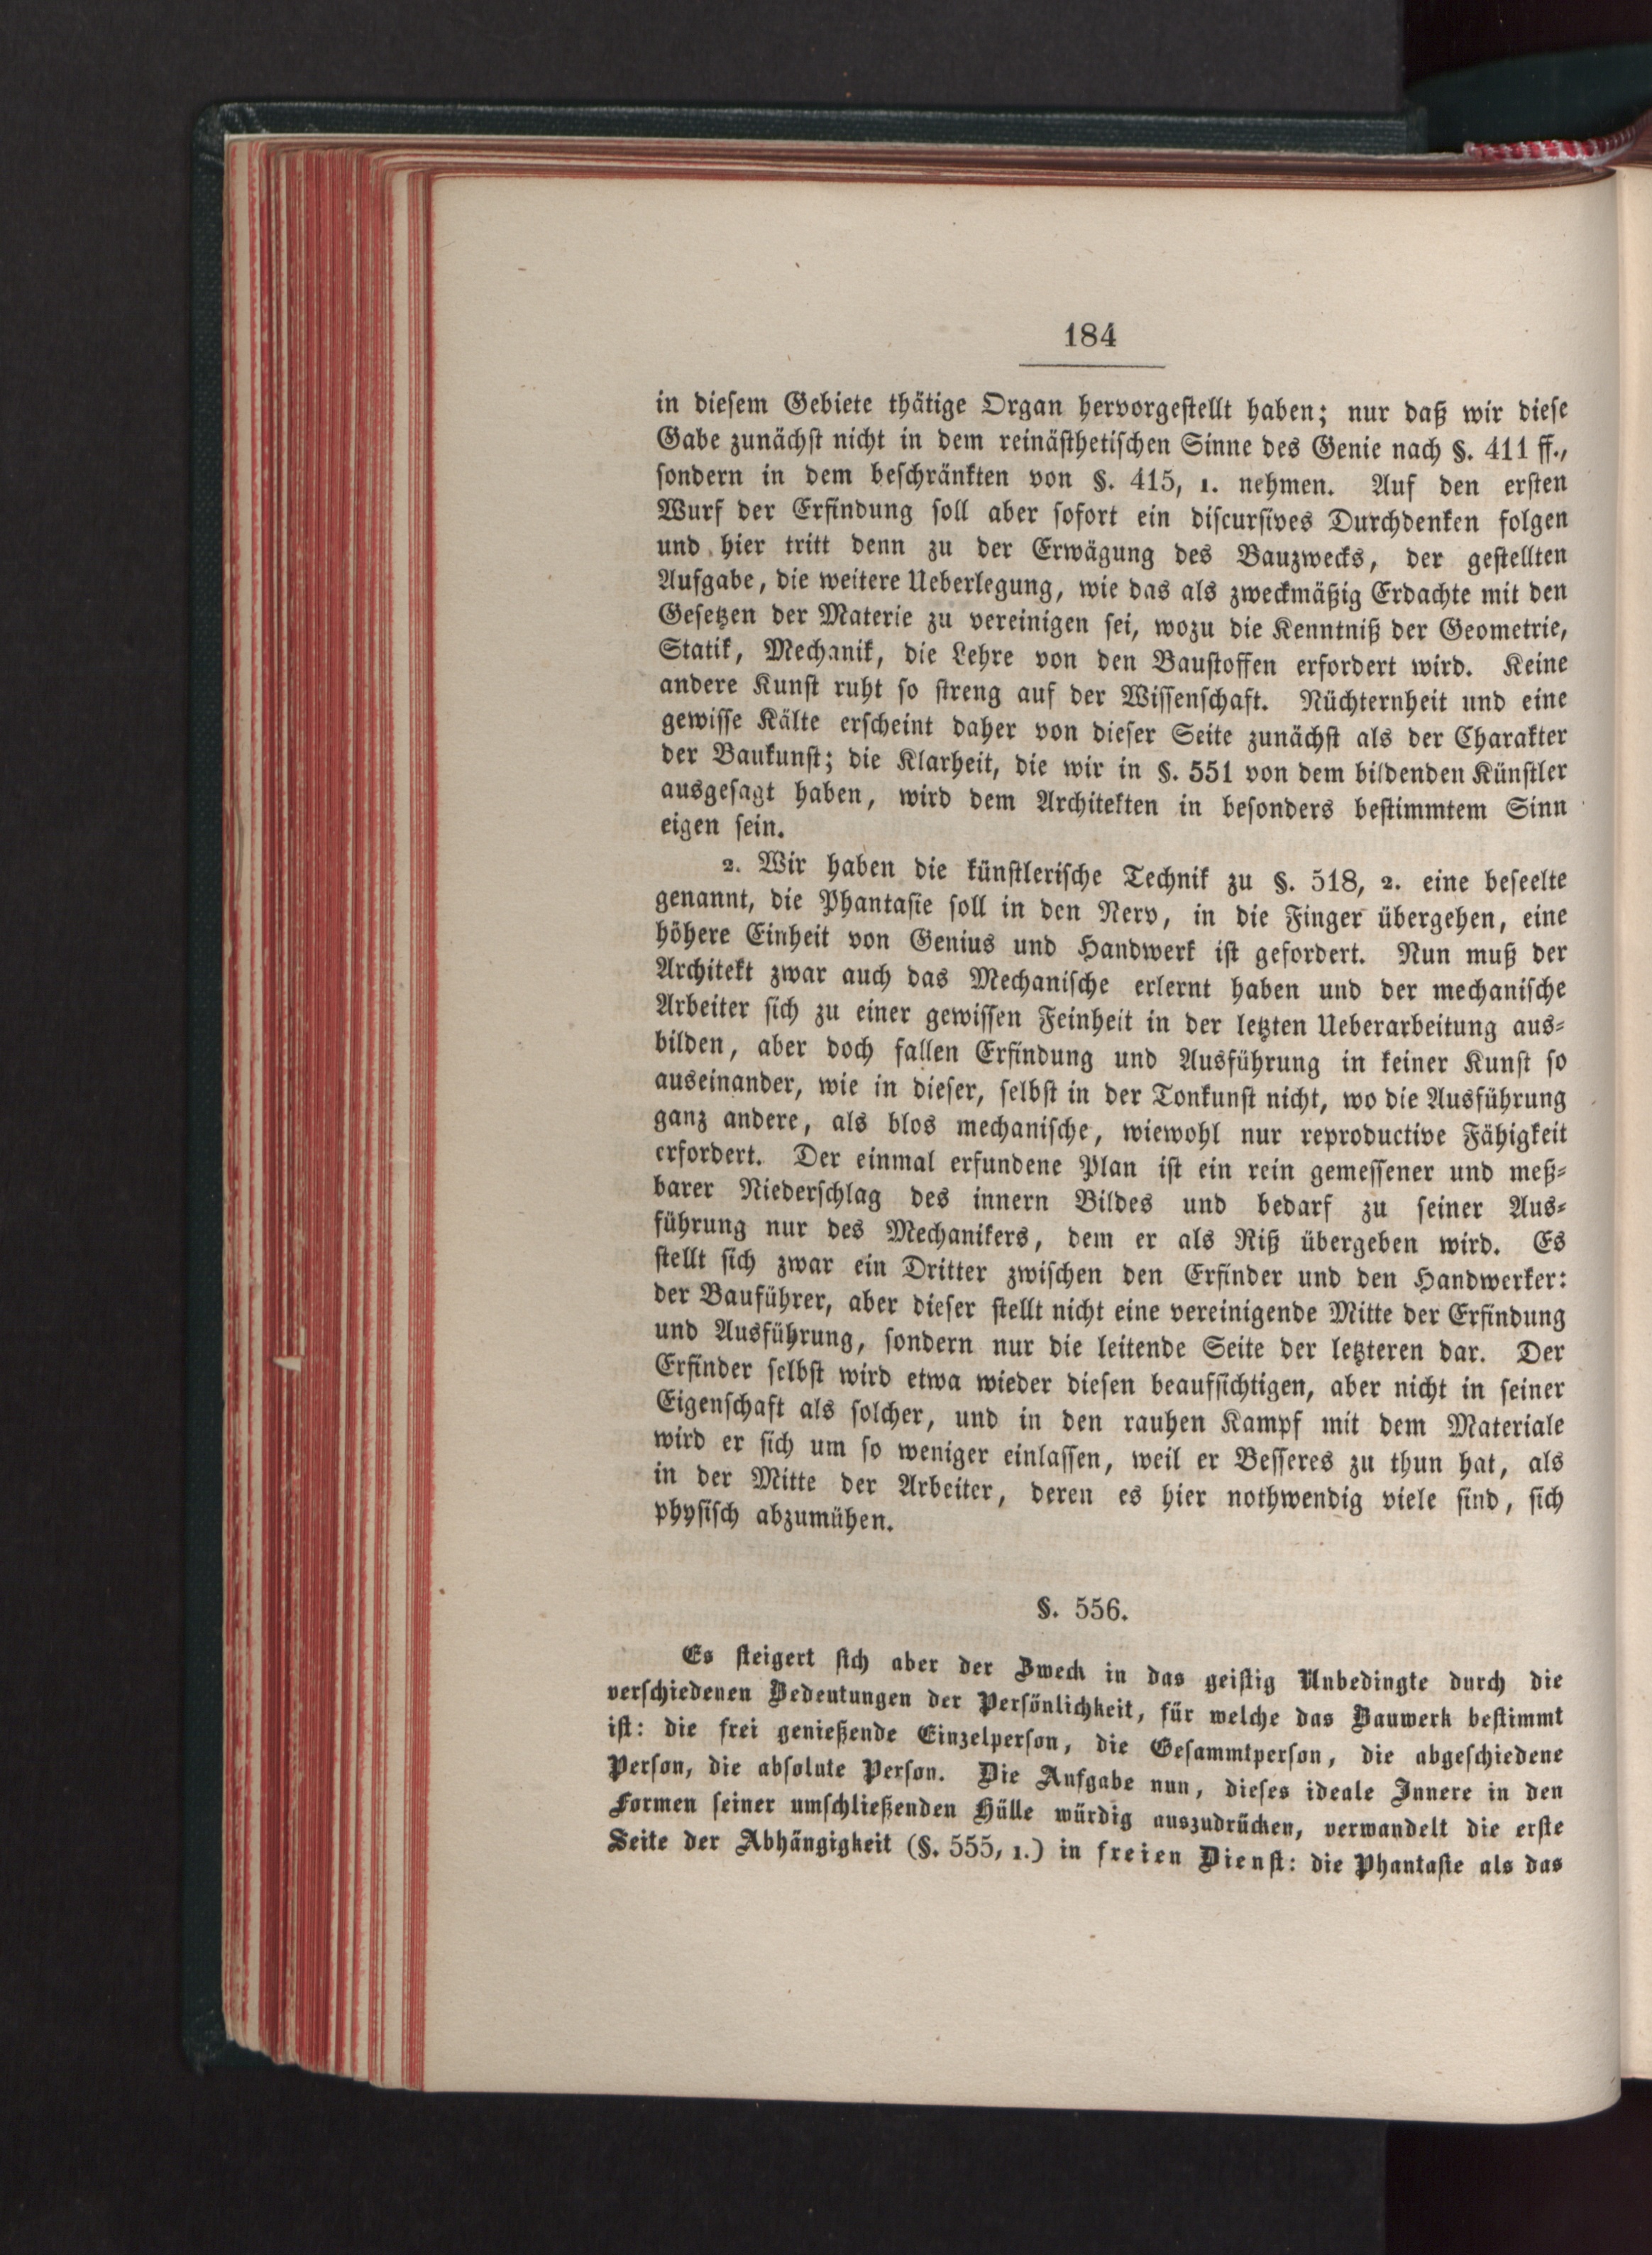 184
in diesem Gebiete thätige Organ hervorgestellt haben; nur daß wir diese
Gabe zunächst nicht in dem reinästhetischen Sinne des Genie nach §. 411 ff.,
sondern in dem beschränkten von §. 415, 1. nehmen. Auf den ersten
Wurf der Erfindung soll aber sofort ein discursives Durchdenken folgen
und hier tritt denn zu der Erwägung des Bauzwecks, der gestellten
Aufgabe, die weitere Ueberlegung, wie das als zweckmäßig Erdachte mit den
Gesetzen der Materie zu vereinigen sei, wozu die Kenntniß der Geometrie,
Statik, Mechanik, die Lehre von den Baustoffen erfordert wird. Keine
andere Kunst ruht so streng auf der Wissenschaft. Nüchternheit und eine
gewisse Kälte erscheint daher von dieser Seite zunächst als der Charakter
der Baukunst; die Klarheit, die wir in §. 551 von dem bildenden Künstler
ausgesagt haben, wird dem Architekten in besonders bestimmtem Sinn
eigen sein.
2. Wir haben die künstlerische Technik zu §. 518, 2. eine beseelte
genannt, die Phantasie soll in den Nerv, in die Finger übergehen, eine
höhere Einheit von Genius und Handwerk ist gefordert. Nun muß der
Architekt zwar auch das Mechanische erlernt haben und der mechanische
Arbeiter sich zu einer gewissen Feinheit in der letzten Ueberarbeitung aus-
bilden, aber doch fallen Erfindung und Ausführung in keiner Kunst so
auseinander, wie in dieser, selbst in der Tonkunst nicht, wo die Ausführung
ganz andere, als blos mechanische, wiewohl nur reproductive Fähigkeit
erfordert. Der einmal erfundene Plan ist ein rein gemessener und meß-
barer Niederschlag des innern Bildes und bedarf zu seiner Aus-
führung nur des Mechanikers, dem er als Riß übergeben wird. Es
stellt sich zwar ein Dritter zwischen den Erfinder und den Handwerker:
der Bauführer, aber dieser stellt nicht eine vereinigende Mitte der Erfindung
und Ausführung, sondern nur die leitende Seite der letzteren dar. Der
Erfinder selbst wird etwa wieder diesen beaufsichtigen, aber nicht in seiner
Eigenschaft als solcher, und in den rauhen Kampf mit dem Materiale
wird er sich um so weniger einlassen, weil er Besseres zu thun hat, als
in der Mitte der Arbeiter, deren es hier nothwendig viele sind, sich
physisch abzumühen.
§. 556.
Es steigert sich aber der Zweck in das geistig Unbedingte durch die
verschiedenen Bedeutungen der Persönlichkeit, für welche das Bauwerk bestimmt
ist: die frei genießende Einzelperson, die Gesammtperson, die abgeschiedene
Person, die absolute Person. Die Aufgabe nun, dieses ideale Innere in den
Formen seiner umschließenden Hülle würdig auszudrücken, verwandelt die erste
Seite der Abhängigkeit (§. 555, 1.) in freien Dienst: die Phantasie als das